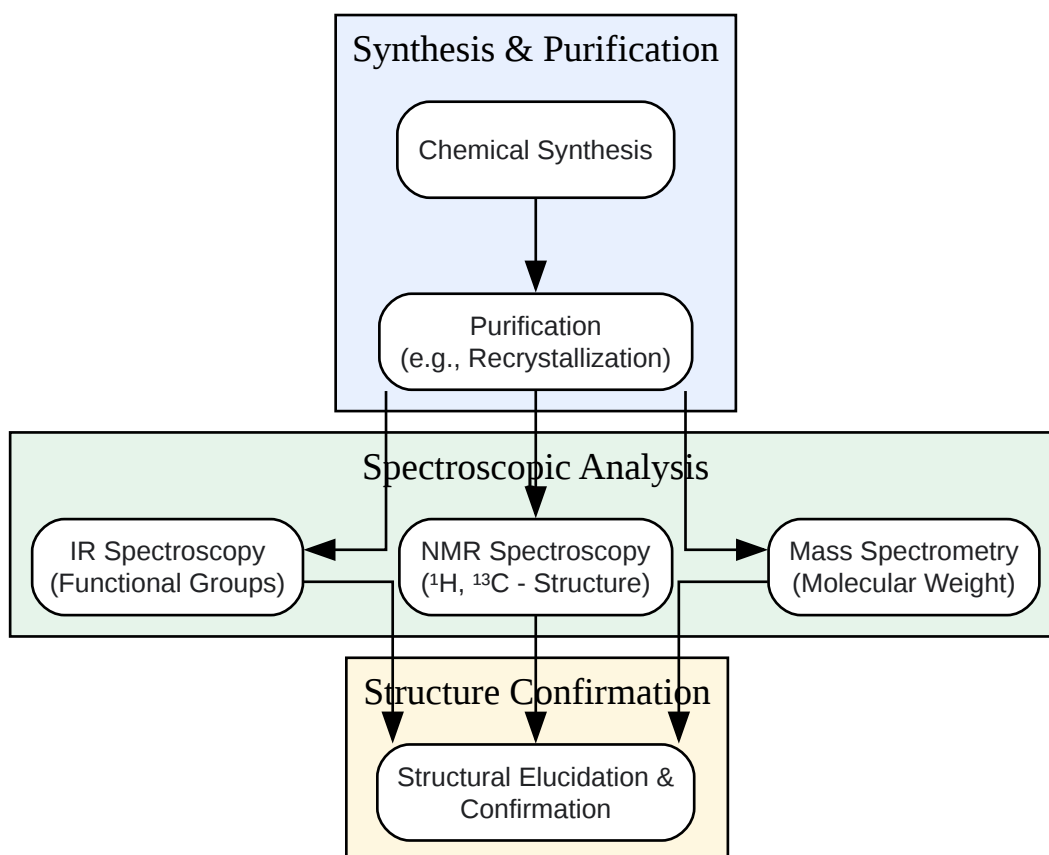 Synthesis & Purification
Chemical Synthesis
Purification
(e.g., Recrystallization)
Spectroscopic Analysis
IR Spectroscopy
(Functional Groups)
NMR Spectroscopy
(¹H, ¹³C - Structure)
Mass Spectrometry
(Molecular Weight)
Structure Confirmation
Structural Elucidation &
Confirmation